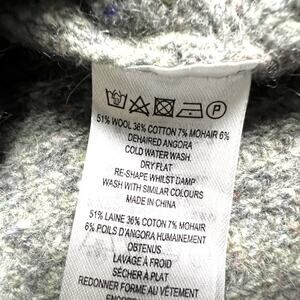 51% WOOL 36% COTTON 7% MOHAIR 6%
DEHAIRED ANGORA
COLD WATER WASH.
DRY FLAT
RE-SHAPE WHILST DAMP
WASH WITH SIMILAR COLOURS
MADE IN CHINA
51% LAINE 36% COTON 7% MOHAIR
6% POILS D'ANGORA HUMAINEMENT
OBTENUS
LAVAGE À FROID
SÉCHER À PLAT
REDONNER FORME AU VÊTEMENT